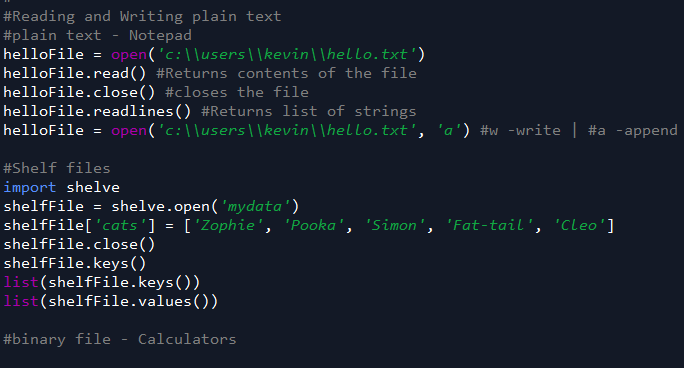 #Reading and Writing plain text
#plain text - Notepad
helloFile = open('c:\\users\\kevin\\hello.txt')
helloFile.read() #Returns contents of the file
helloFile.close() #closes the file
helloFile.readlines() #Returns list of strings
helloFile = open('c:\\users\\kevin\\hello.txt', 'a') #w -write | #a -append
#Shelf files
import shelve
shelfFile = shelve.open('mydata')
shelfFile['cats'] = ['Zophie', 'Pooka', 'Simon', 'Fat-tail', 'Cleo']
shelfFile.close()
shelfFile.keys()
list(shelfFile.keys())
list(shelfFile.values())
#binary file - Calculators